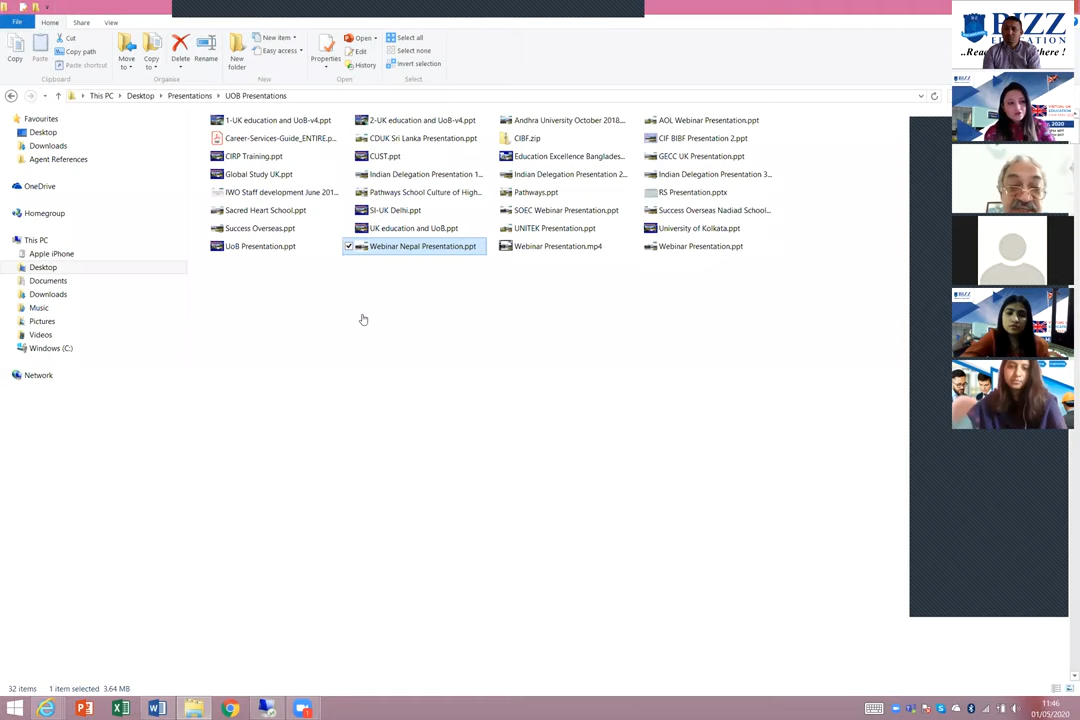 File Home Share View
Copy
Paste
Cut
Copy path
Paste shortcut
Move to
Copy to
Delete
Rename
New folder
New item
Easy access
Properties
Open
Edit
History
Select all
Select none
Invert selection
Clipboard Organise New Open Select
This PC Desktop Presentations UOB Presentations
Favourites
Desktop
Downloads
Agent References
OneDrive
Homegroup
This PC
Apple iPhone
Desktop
Documents
Downloads
Music
Pictures
Videos
Windows (C:)
Network
1-UK education and UoB-v4.ppt 2-UK education and UoB-v4.ppt Andhra University October 2018... AOL Webinar Presentation.ppt
Career-Services-Guide_ENTIRE.p... CDUK Sri Lanka Presentation.ppt CIBF.zip CIF BIBF Presentation 2.ppt
CIRP Training.ppt CUST.ppt Education Excellence Banglades... GECC UK Presentation.ppt
Global Study UK.ppt Indian Delegation Presentation 1... Indian Delegation Presentation 2... Indian Delegation Presentation 3...
IWO Staff development June 201... Pathways School Culture of High... Pathways.ppt RS Presentation.pptx
Sacred Heart School.ppt SI-UK Delhi.ppt SOEC Webinar Presentation.ppt Success Overseas Nadiad School...
Success Overseas.ppt UK education and UoB.ppt UNITEK Presentation.ppt University of Kolkata.ppt
UoB Presentation.ppt Webinar Nepal Presentation.ppt Webinar Presentation.mp4 Webinar Presentation.ppt
BIZZ
EDUCATION
32 items 1 item selected 3.64 MB
11:46
01/05/2020